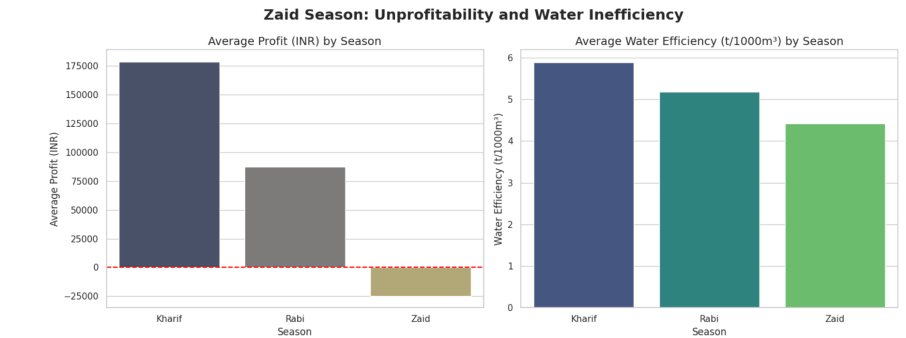 Zaid Season: Unprofitability and Water Inefficiency
Average Profit (INR) by Season
Average Profit (INR)
175000
150000
125000
100000
75000
50000
25000
0
−25000
Kharif
Rabi
Zaid
Season
Average Water Efficiency (t/1000m³) by Season
Water Efficiency (t/1000m³)
6
5
4
3
2
1
0
Kharif
Rabi
Zaid
Season